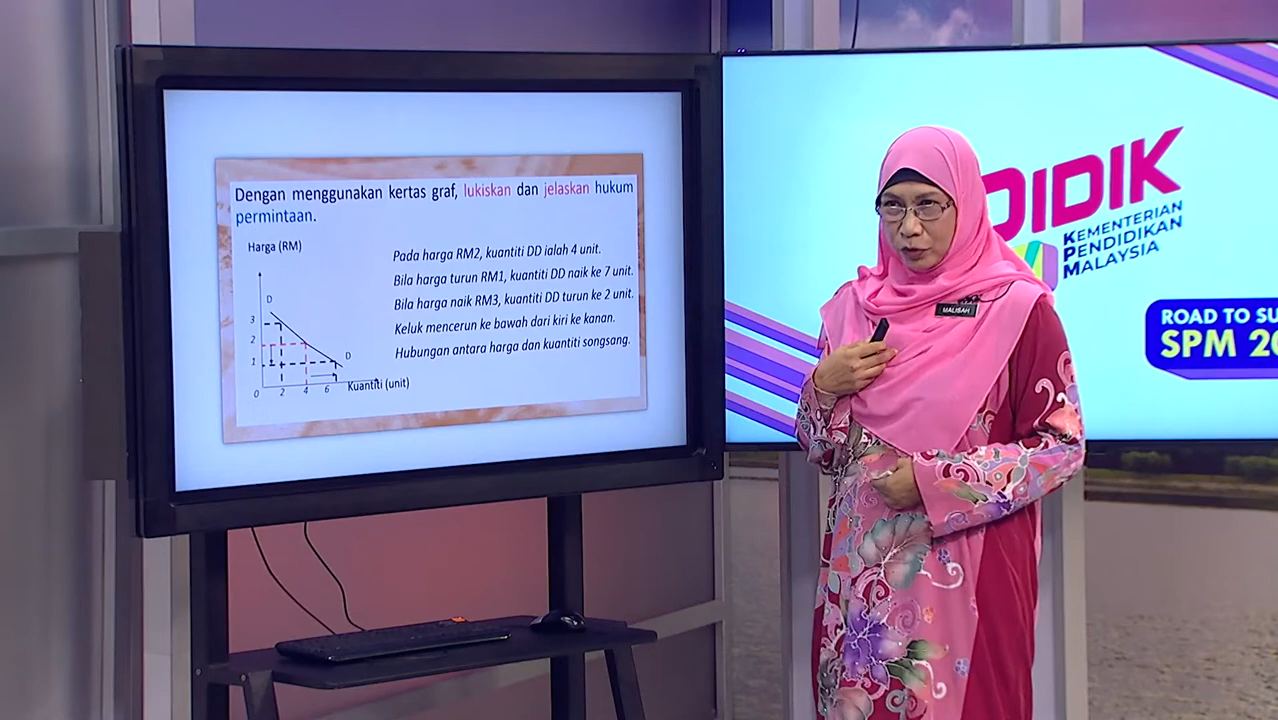 Dengan menggunakan kertas graf, lukiskan dan jelaskan hukum
permintaan.
Harga (RM)
Pada harga RM2, kuantiti DD ialah 4 unit.
Bila harga turun RM1, kuantiti DD naik ke 7 unit.
Bila harga naik RM3, kuantiti DD turun ke 2 unit.
Keluk mencerun ke bawah dari kiri ke kanan.
Hubungan antara harga dan kuantiti songsang.
D
3
2
1
D
0 2 4 6
Kuantiti (unit)
DIDIK
KEMENTERIAN
PENDIDIKAN
MALAYSIA
ROAD TO SU
SPM 20
MALISAH